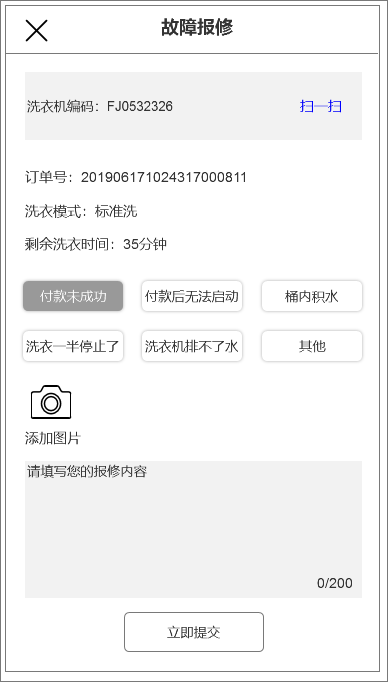 故障报修
洗衣机编码：FJ0532326 扫一扫
订单号：201906171024317000811
洗衣模式：标准洗
剩余洗衣时间：35分钟
付款未成功 付款后无法启动 桶内积水
洗衣一半停止了 洗衣机排不了水 其他
添加图片
请填写您的报修内容
0/200
立即提交